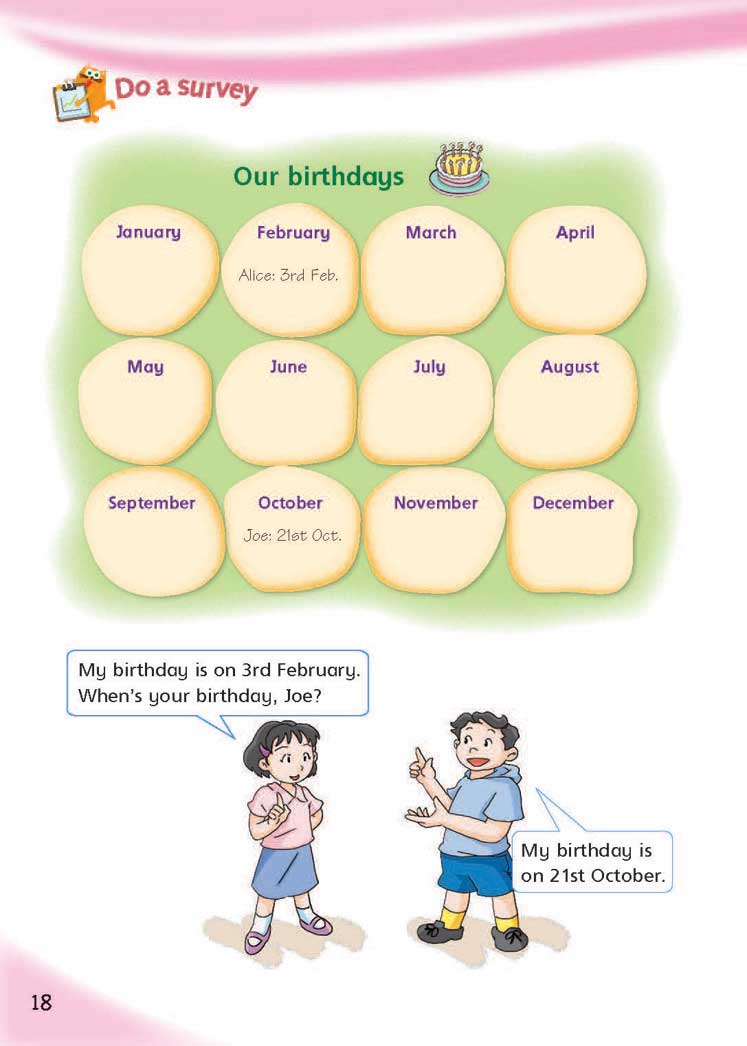 Do a survey
Our birthdays
January February March April
Alice: 3rd Feb.
May June July August
September October November December
Joe: 21st Oct.
My birthday is on 3rd February.
When's your birthday, Joe?
My birthday is
on 21st October.
18